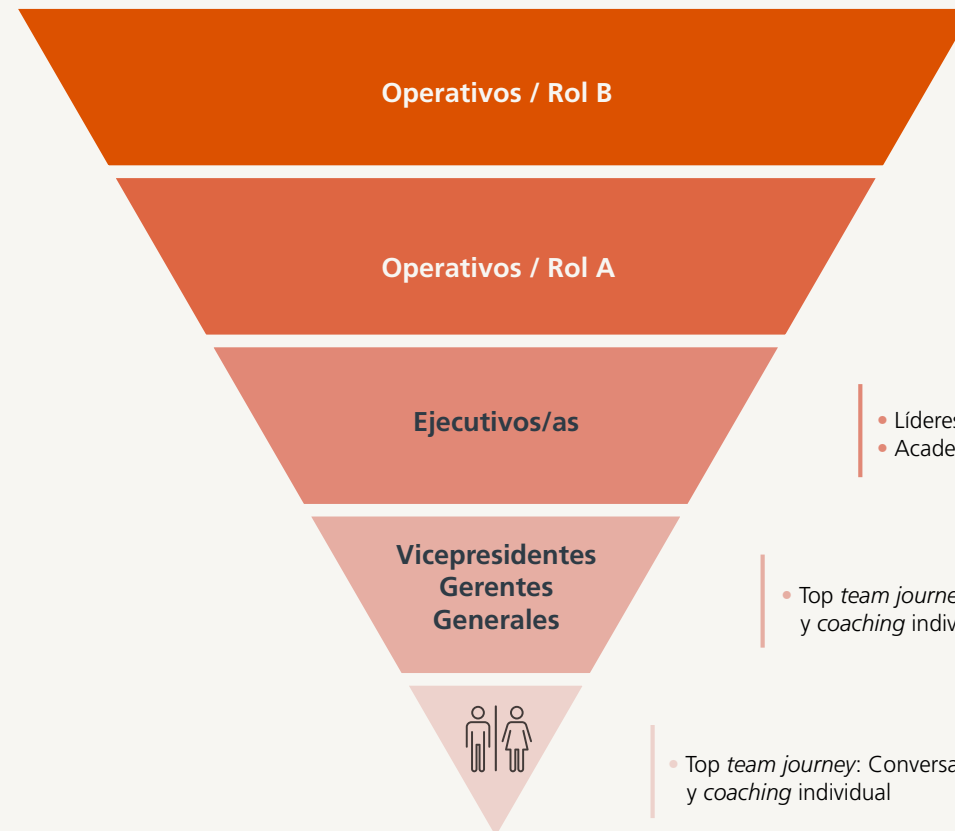 Operativos / Rol B
Operativos / Rol A
Ejecutivos/as
• Líderes
• Acade
Vicepresidentes
Gerentes
Generales
• Top team journe
y coaching indiv
• Top team journey: Conversa
y coaching individual